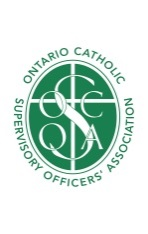 ONTARIO CATHOLIC
SUPERVISORY OFFICERS' ASSOCIATION
OCSOA